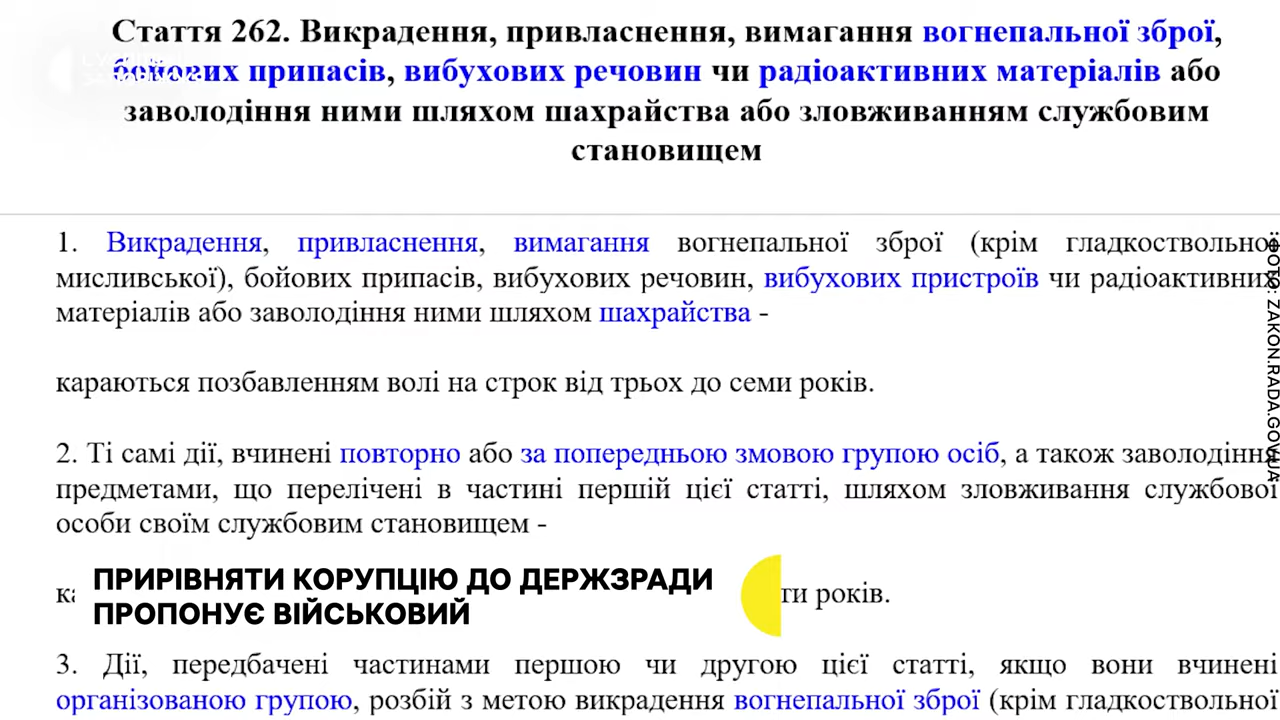 Стаття 262. Викрадення, привласнення, вимагання вогнепальної зброї,
бойових припасів, вибухових речовин чи радіоактивних матеріалів або
заволодіння ними шляхом шахрайства або зловживанням службовим
становищем
1. Викрадення, привласнення, вимагання вогнепальної зброї (крім гладкоствольної
мисливської), бойових припасів, вибухових речовин, вибухових пристроїв чи радіоактивних
матеріалів або заволодіння ними шляхом шахрайства -
караються позбавленням волі на строк від трьох до семи років.
2. Ті самі дії, вчинені повторно або за попередньою змовою групою осіб, а також заволодіння
предметами, що перелічені в частині першій цієї статті, шляхом зловживання службової
особи своїм службовим становищем -
ти років.
ПРИРІВНЯТИ КОРУПЦІЮ ДО ДЕРЖЗРАДИ
ПРОПОНУЄ ВІЙСЬКОВИЙ
3. Дії, передбачені частинами першою чи другою цієї статті, якщо вони вчинені
організованою групою, розбій з метою викрадення вогнепальної зброї (крім гладкоствольної
ФОТО: ZAKON.RADA.GOV.UA